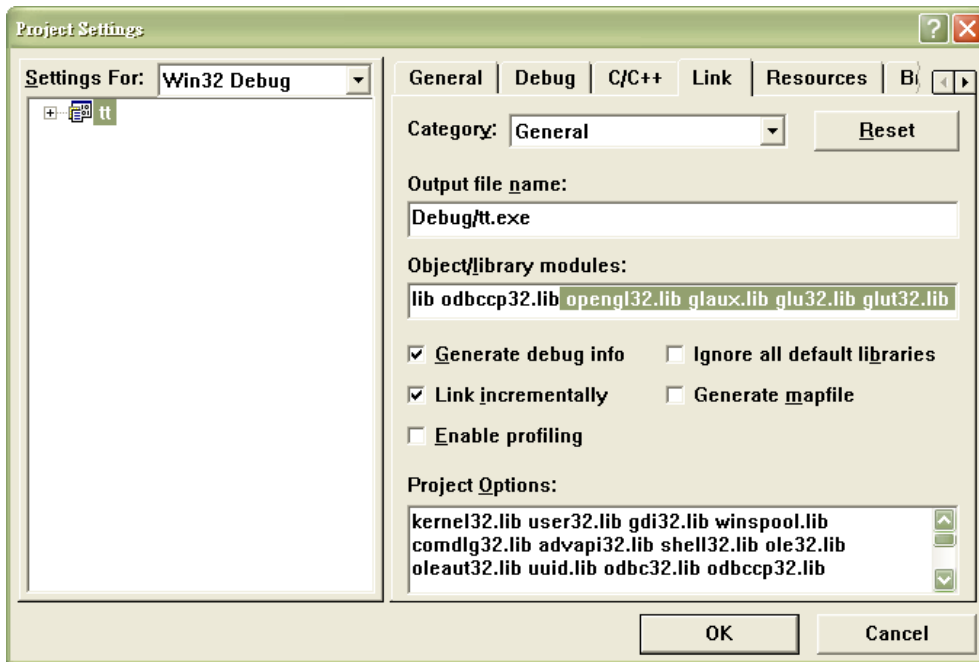 Project Settings
Settings For: Win32 Debug
tt
General Debug C/C++ Link Resources
Category: General Reset
Output file name:
Debug/tt.exe
Object/library modules:
lib odbccp32.lib opengl32.lib glaux.lib glu32.lib glut32.lib
Generate debug info Ignore all default libraries
Link incrementally Generate mapfile
Enable profiling
Project Options:
kernel32.lib user32.lib gdi32.lib winspool.lib
comdlg32.lib advapi32.lib shell32.lib ole32.lib
oleaut32.lib uuid.lib odbc32.lib odbccp32.lib
OK Cancel